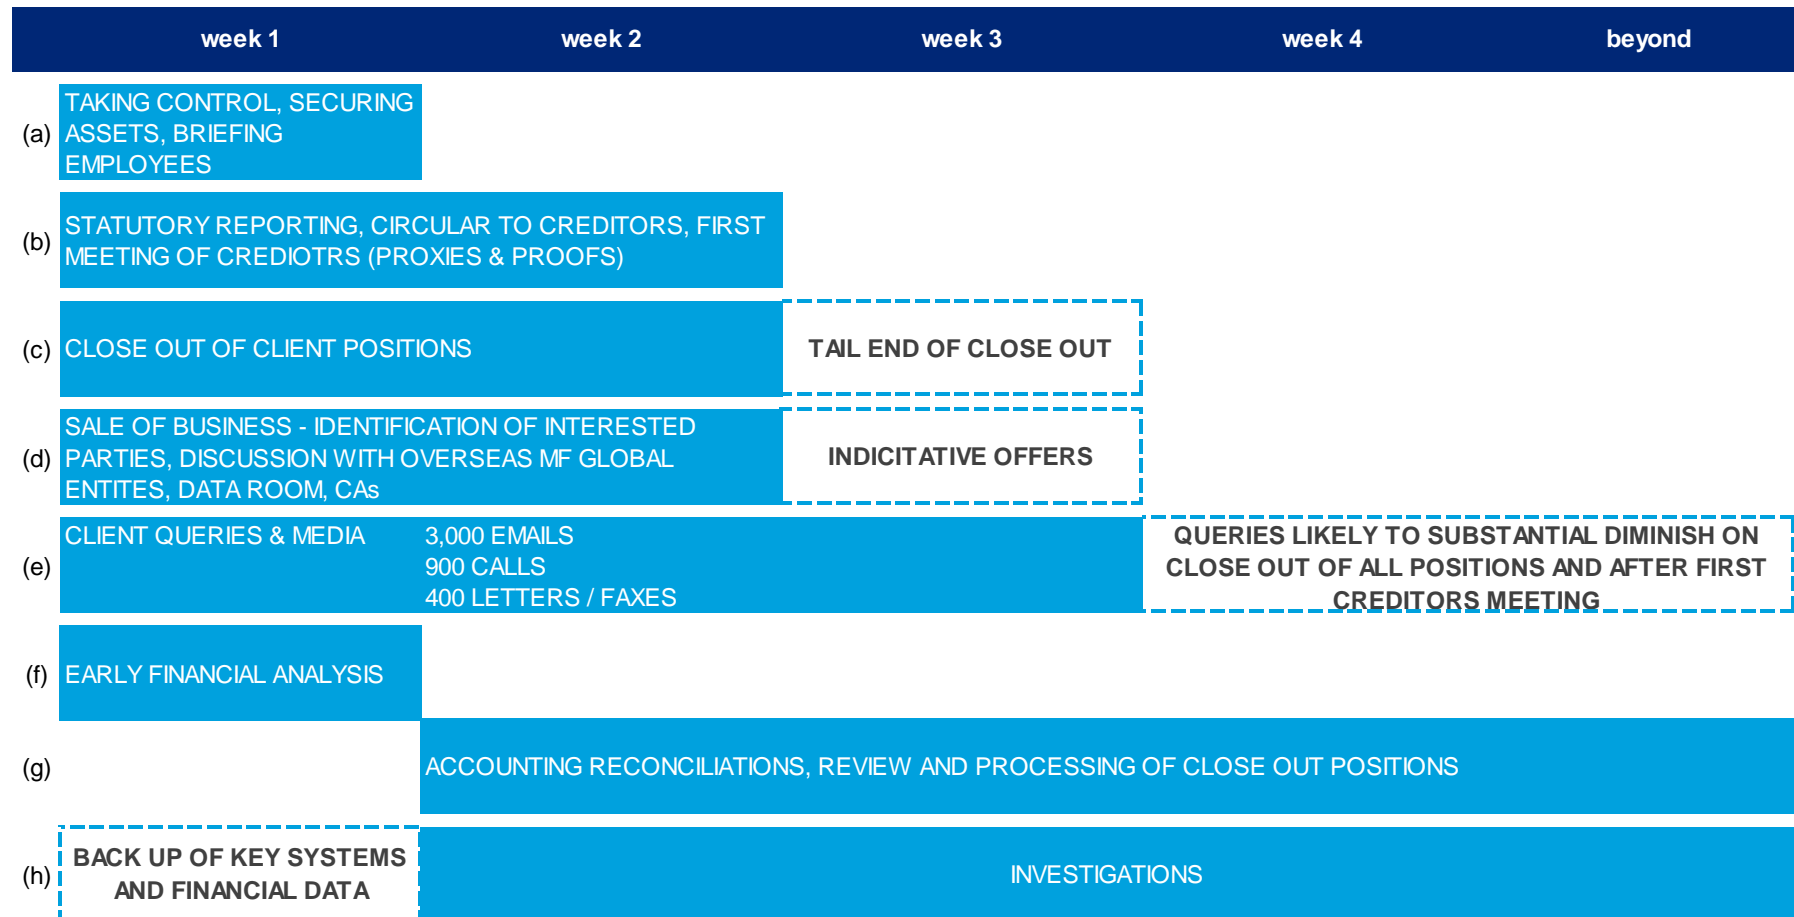 week 1 week 2 week 3 week 4 beyond
(a) TAKING CONTROL, SECURING
ASSETS, BRIEFING
EMPLOYEES
(b) STATUTORY REPORTING, CIRCULAR TO CREDITORS, FIRST
MEETING OF CREDIOTRS (PROXIES & PROOFS)
(c) CLOSE OUT OF CLIENT POSITIONS
TAIL END OF CLOSE OUT
(d) SALE OF BUSINESS - IDENTIFICATION OF INTERESTED
PARTIES, DISCUSSION WITH OVERSEAS MF GLOBAL
ENTITES, DATA ROOM, CAs
INDICITATIVE OFFERS
(e) CLIENT QUERIES & MEDIA
3,000 EMAILS
900 CALLS
400 LETTERS / FAXES
QUERIES LIKELY TO SUBSTANTIAL DIMINISH ON
CLOSE OUT OF ALL POSITIONS AND AFTER FIRST
CREDITORS MEETING
(f) EARLY FINANCIAL ANALYSIS
(g) ACCOUNTING RECONCILIATIONS, REVIEW AND PROCESSING OF CLOSE OUT POSITIONS
(h) BACK UP OF KEY SYSTEMS
AND FINANCIAL DATA
INVESTIGATIONS